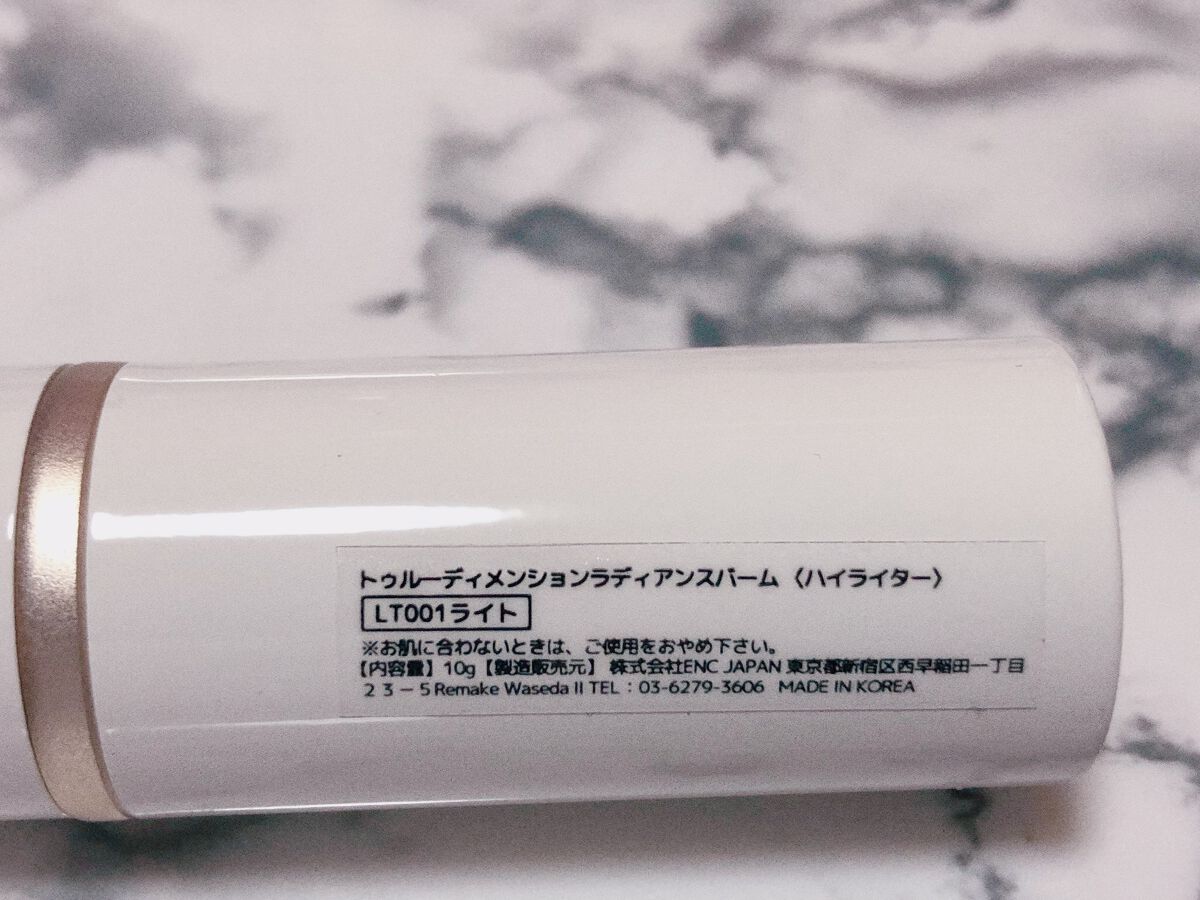 トゥルーディメンションラディアンスバーム〈ハイライター〉
LT001ライト
※お肌に合わないときは、ご使用をおやめ下さい。
【内容量】10g【製造販売元】 株式会社ENC JAPAN 東京都新宿区西早稲田一丁目
２３－５Remake Waseda II TEL：03-6279-3606 MADE IN KOREA